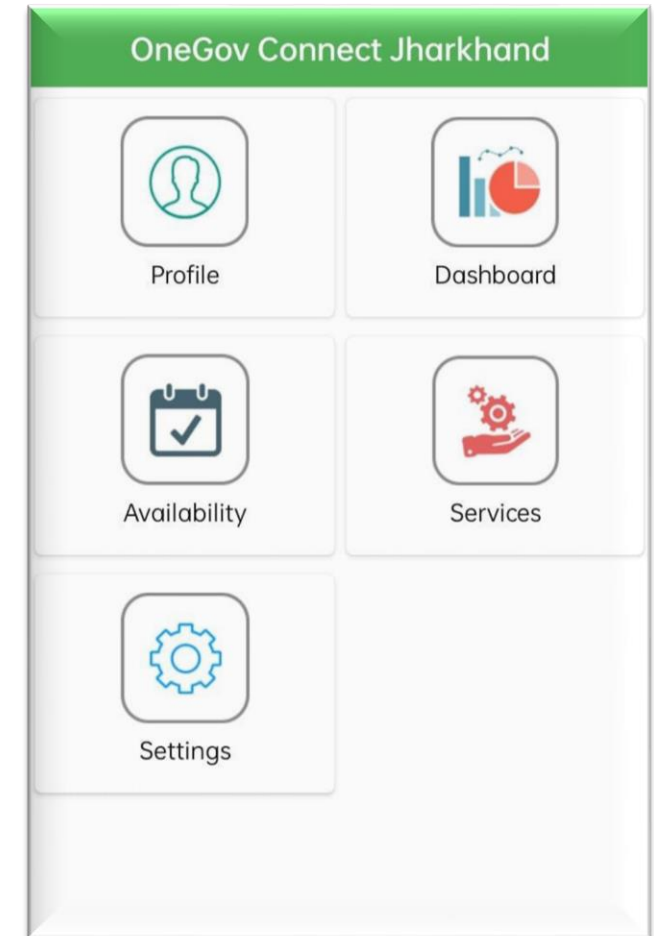 OneGov Connect Jharkhand
Profile
Dashboard
Availability
Services
Settings